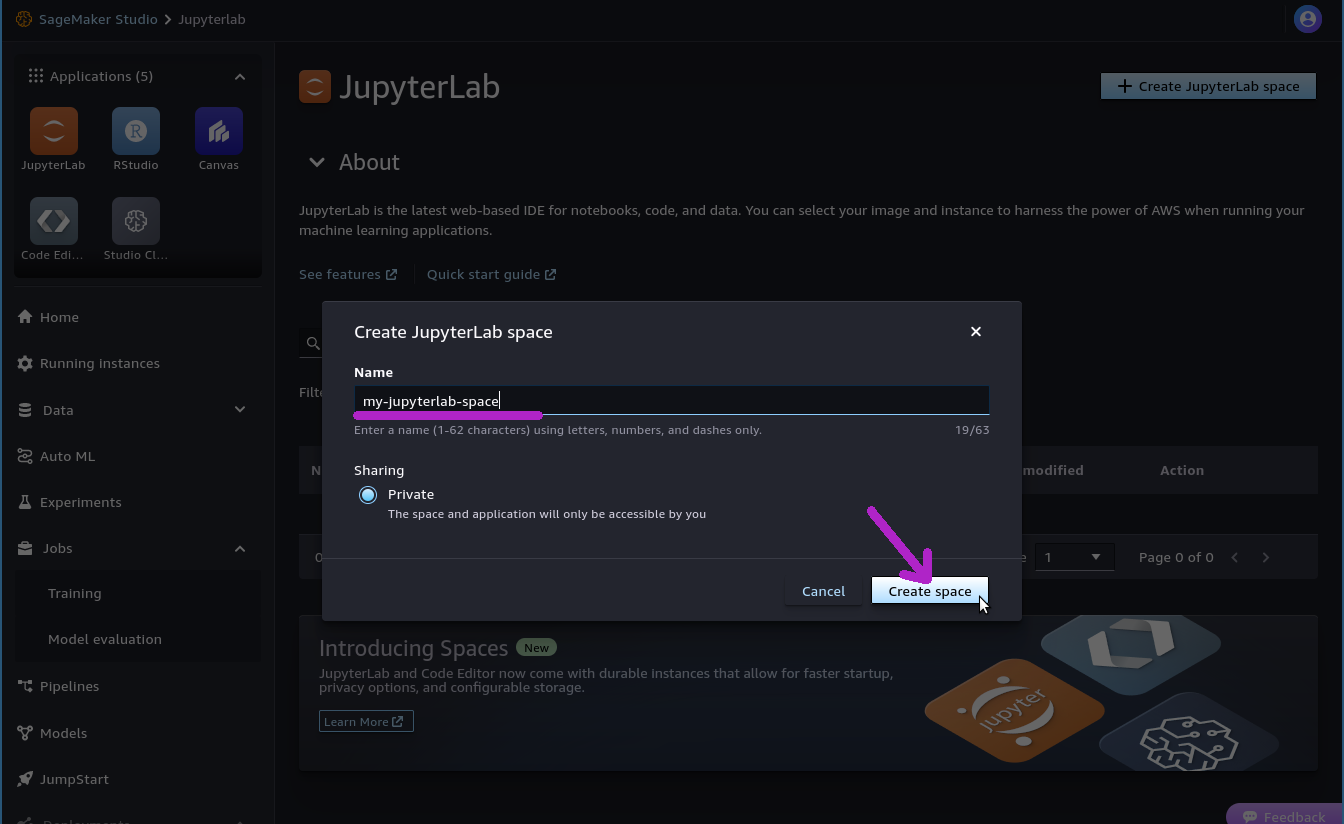 SageMaker Studio > Jupyterlab
Applications (5)
JupyterLab
RStudio
Canvas
Code Edi...
Studio Cl...
Home
Running instances
Data
Auto ML
Experiments
Jobs
Training
Model evaluation
Pipelines
Models
JumpStart
JupyterLab
+ Create JupyterLab space
About
JupyterLab is the latest web-based IDE for notebooks, code, and data. You can select your image and instance to harness the power of AWS when running your
machine learning applications.
See features
Quick start guide
Create JupyterLab space
Name
my-jupyterlab-space
Enter a name (1-62 characters) using letters, numbers, and dashes only.
19/63
Sharing
Private
The space and application will only be accessible by you
Cancel
Create space
modified
Action
1
Page 0 of 0
Introducing Spaces
New
JupyterLab and Code Editor now come with durable instances that allow for faster startup,
privacy options, and configurable storage.
Learn More
jupyter
Feedback